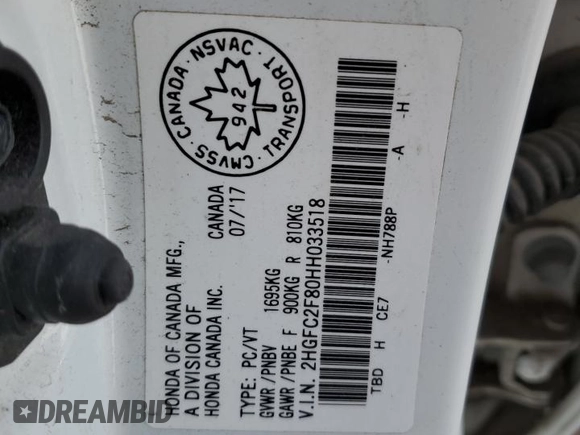 HONDA OF CANADA MFG.,
A DIVISION OF
HONDA CANADA INC.
CANADA
07/'17
TYPE: PC/VT
GVWR /PNBV 1695KG
GAWR /PNBE F 900KG R 810KG
V.I.N. 2HGFC2F80HH033518
TBD H CE7 -NH788P -A -H
CMVSS · CANADA · NSVAC · TRANSPORT ·
942
DREAMBID